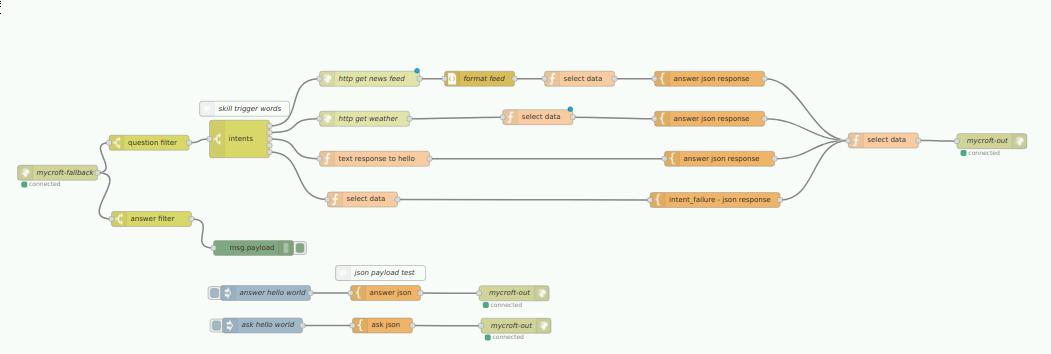 http get news feed
format feed
select data
answer json response
skill trigger words
http get weather
select data
answer json response
question filter
intents
select data
mycroft-out
connected
text response to hello
answer json response
mycroft-fallback
connected
select data
intent_failure - json response
answer filter
msg.payload
json payload test
answer hello world
answer json
mycroft-out
connected
ask hello world
ask json
mycroft-out
connected